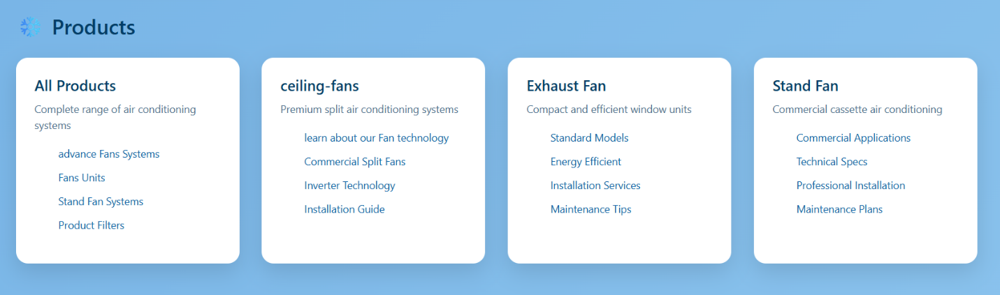 Products
All Products
Complete range of air conditioning
systems
advance Fans Systems
Fans Units
Stand Fan Systems
Product Filters
ceiling-fans
Premium split air conditioning systems
learn about our Fan technology
Commercial Split Fans
Inverter Technology
Installation Guide
Exhaust Fan
Compact and efficient window units
Standard Models
Energy Efficient
Installation Services
Maintenance Tips
Stand Fan
Commercial cassette air conditioning
Commercial Applications
Technical Specs
Professional Installation
Maintenance Plans